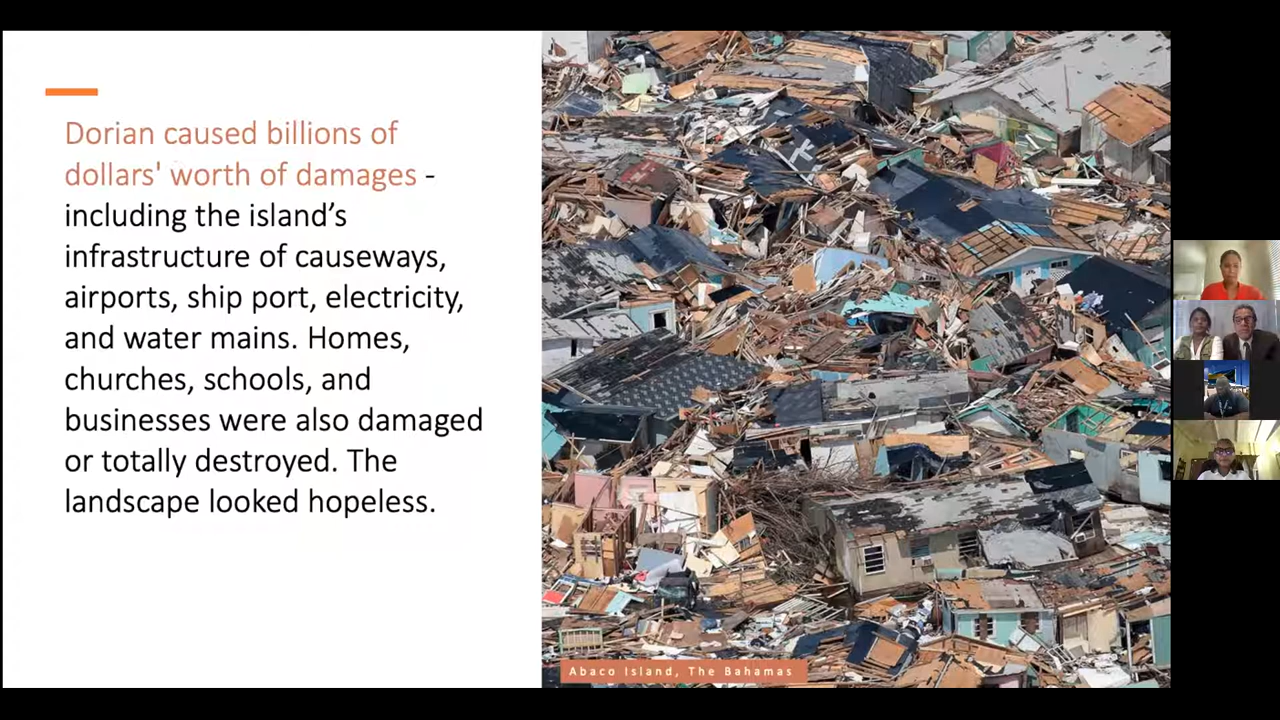 Dorian caused billions of
dollars' worth of damages -
including the island’s
infrastructure of causeways,
airports, ship port, electricity,
and water mains. Homes,
churches, schools, and
businesses were also damaged
or totally destroyed. The
landscape looked hopeless.
Abaco Island, The Bahamas